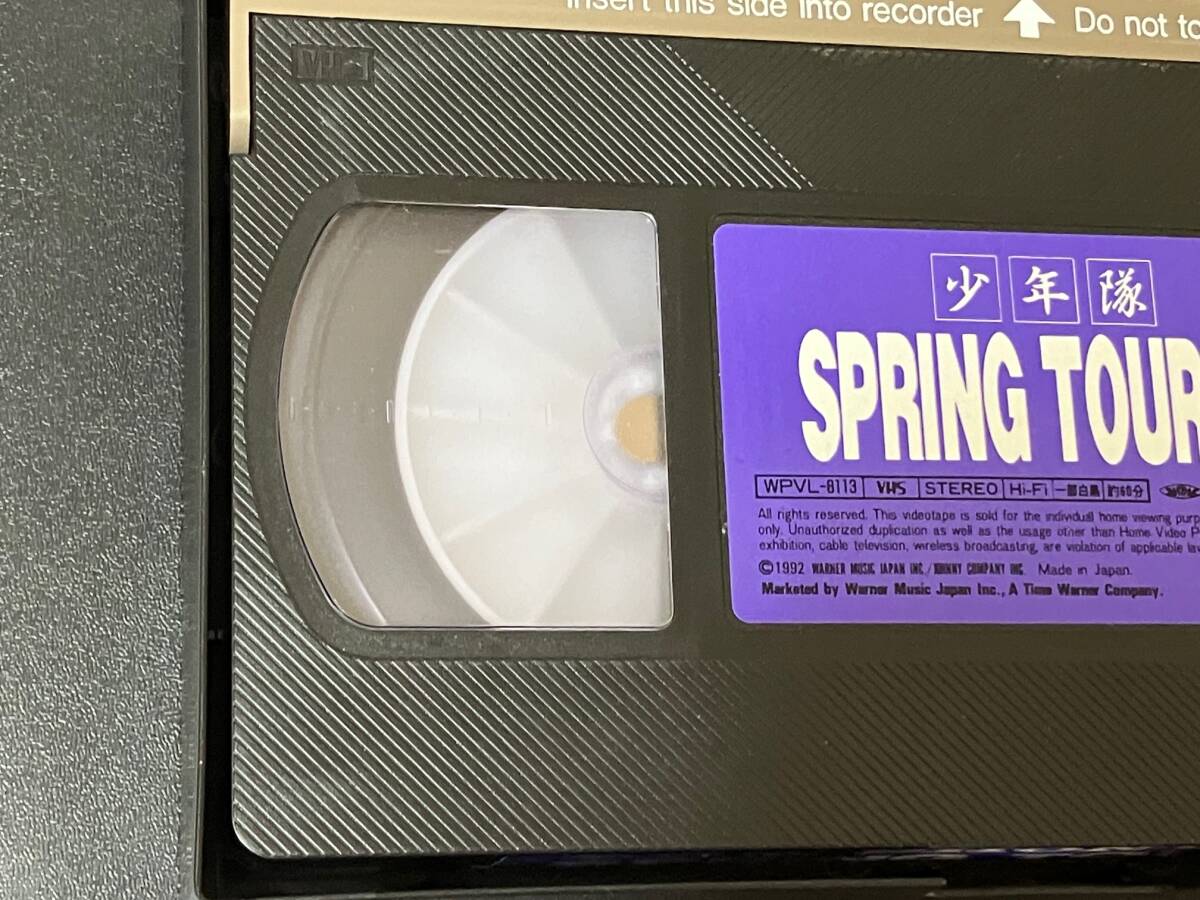 Insert this side into recorder Do not to
VHS
少年隊
SPRING TOUR
WPVL-8113 VHS STEREO Hi-Fi 一部白黒 約60分
All rights reserved. This videotape is sold for the individual home viewing purp
only. Unauthorized duplication as well as the usage other than Home Video P
exhibition, cable television, wireless broadcasting, are violation of applicable la
©1992 WARNER MUSIC JAPAN INC./JOHNNY COMPANY INC. Made in Japan.
Marketed by Warner Music Japan Inc., A Time Warner Company.